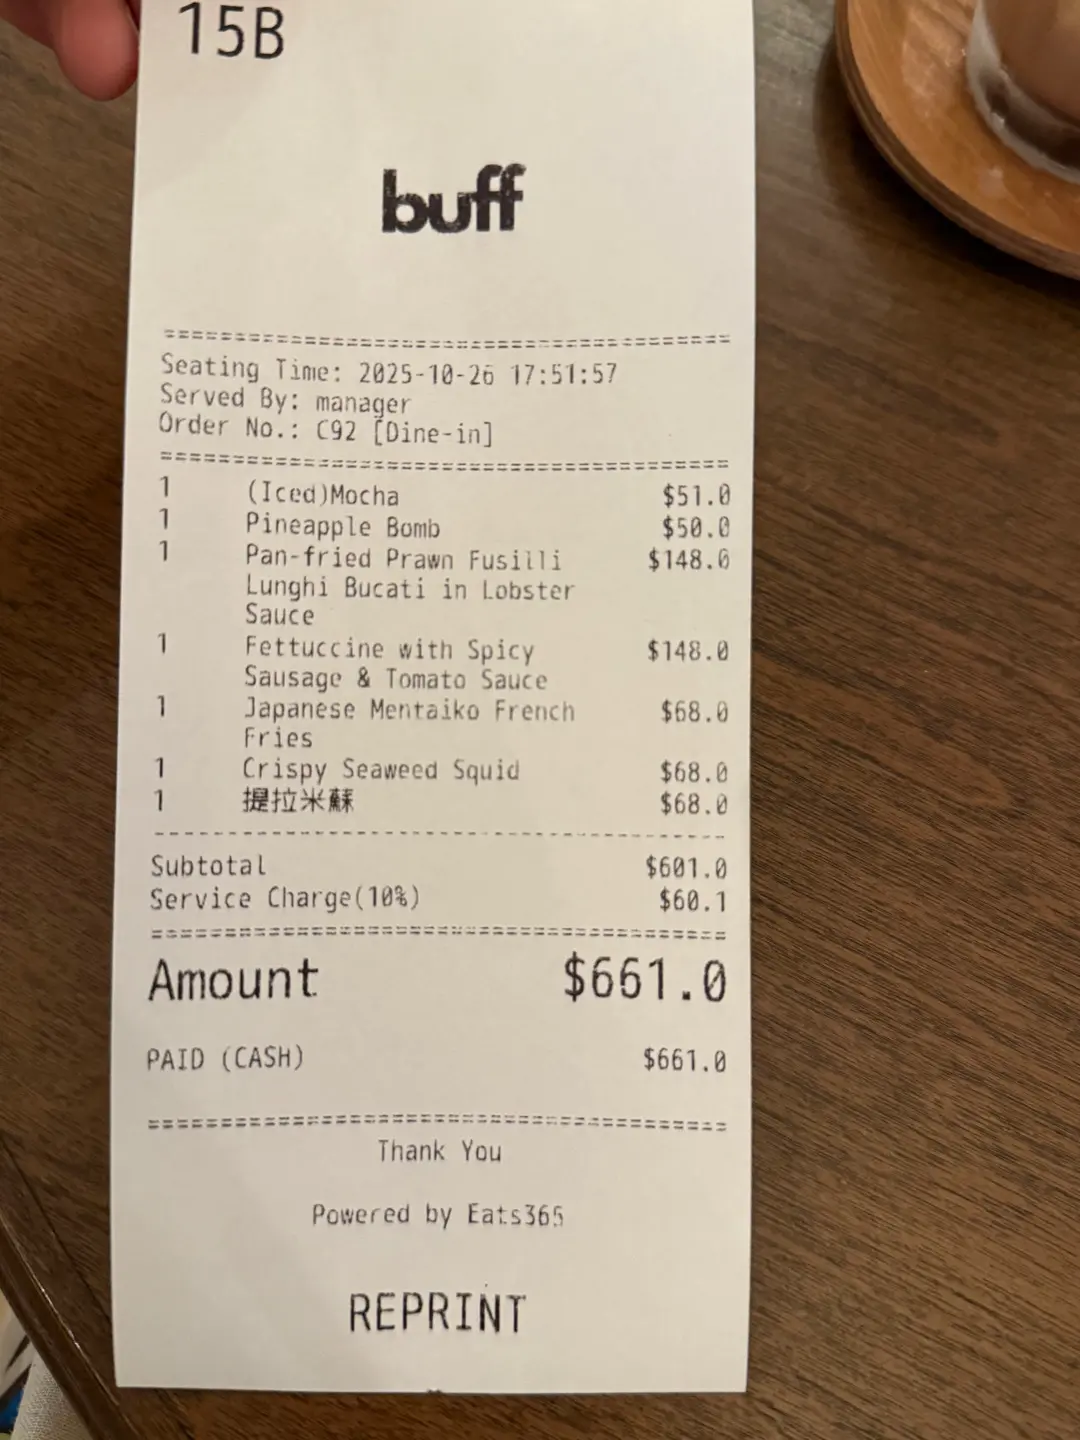 15B
buff
========================================
Seating Time: 2025-10-26 17:51:57
Served By: manager
Order No.: C92 [Dine-in]
========================================
1 (Iced)Mocha $51.0
1 Pineapple Bomb $50.0
1 Pan-fried Prawn Fusilli $148.0
Lunghi Bucati in Lobster
Sauce
1 Fettuccine with Spicy $148.0
Sausage & Tomato Sauce
1 Japanese Mentaiko French $68.0
Fries
1 Crispy Seaweed Squid $68.0
1 提拉米蘇 $68.0
----------------------------------------
Subtotal $601.0
Service Charge(10%) $60.1
========================================
Amount $661.0
PAID (CASH) $661.0
========================================
Thank You
Powered by Eats365
REPRINT